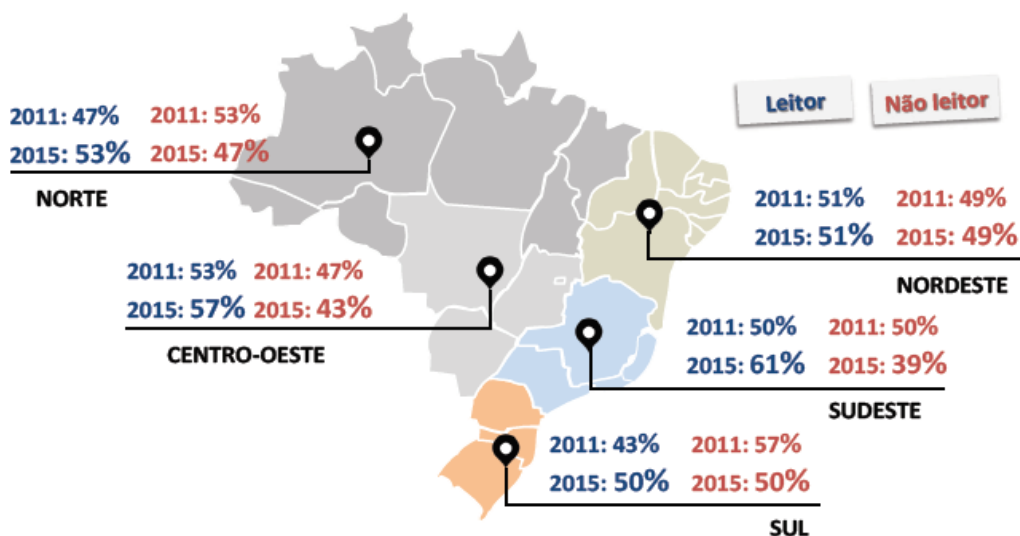 Leitor Não leitor
2011: 47% 2011: 53%
2015: 53% 2015: 47%
NORTE
2011: 51% 2011: 49%
2015: 51% 2015: 49%
NORDESTE
2011: 53% 2011: 47%
2015: 57% 2015: 43%
CENTRO-OESTE
2011: 50% 2011: 50%
2015: 61% 2015: 39%
SUDESTE
2011: 43% 2011: 57%
2015: 50% 2015: 50%
SUL